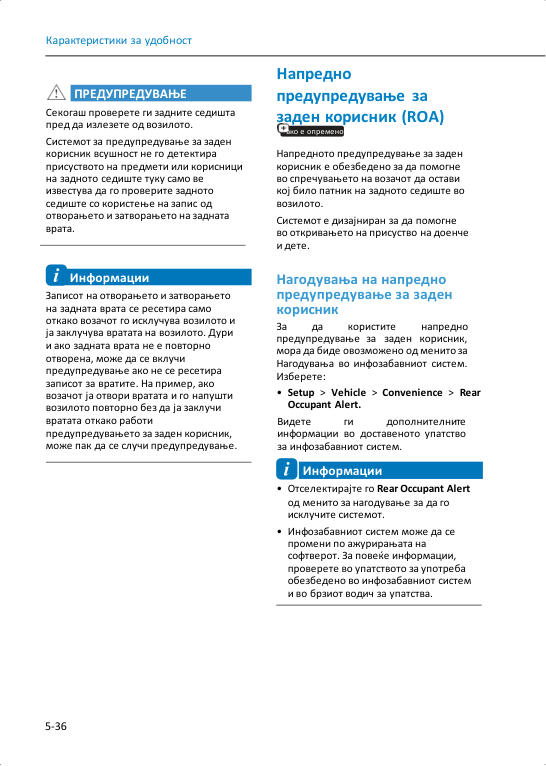 Карактеристики за удобност
ПРЕДУПРЕДУВАЊЕ
Секогаш проверете ги задните седишта
пред да излезете од возилото.
Системот за предупредување за заден
корисник всушност не го детектира
присуството на предмети или корисници
на задното седиште туку само ве
известува да го проверите задното
седиште со користење на запис од
отворањето и затворањето на задната
врата.
i Информации
Записот на отворањето и затворањето
на задната врата се ресетира само
откако возачот го исклучува возилото и
ја заклучува вратата на возилото. Дури
и ако задната врата не е повторно
отворена, може да се вклучи
предупредување ако не се ресетира
записот за вратите. На пример, ако
возачот ја отвори вратата и го напушти
возилото повторно без да ја заклучи
вратата откако работи
предупредувањето за заден корисник,
може пак да се случи предупредување.
Напредно
предупредување за
заден корисник (ROA)
ако е опремено
Напредното предупредување за заден
корисник е обезбедено за да помогне
во спречувањето на возачот да остави
кој било патник на задното седиште во
возилото.
Системот е дизајниран за да помогне
во откривањето на присуство на доенче
и дете.
Нагодувања на напредно
предупредување за заден
корисник
За да користите напредно
предупредување за заден корисник,
мора да биде овозможено од менито за
Нагодувања во инфозабавниот систем.
Изберете:
• Setup > Vehicle > Convenience > Rear
Occupant Alert.
Видете ги дополнителните
информации во доставеното упатство
за инфозабавниот систем.
i Информации
• Отселектирајте го Rear Occupant Alert
од менито за нагодување за да го
исклучите системот.
• Инфозабавниот систем може да се
промени по ажурирањата на
софтверот. За повеќе информации,
проверете во упатството за употреба
обезбедено во инфозабавниот систем
и во брзиот водич за упатства.
5-36